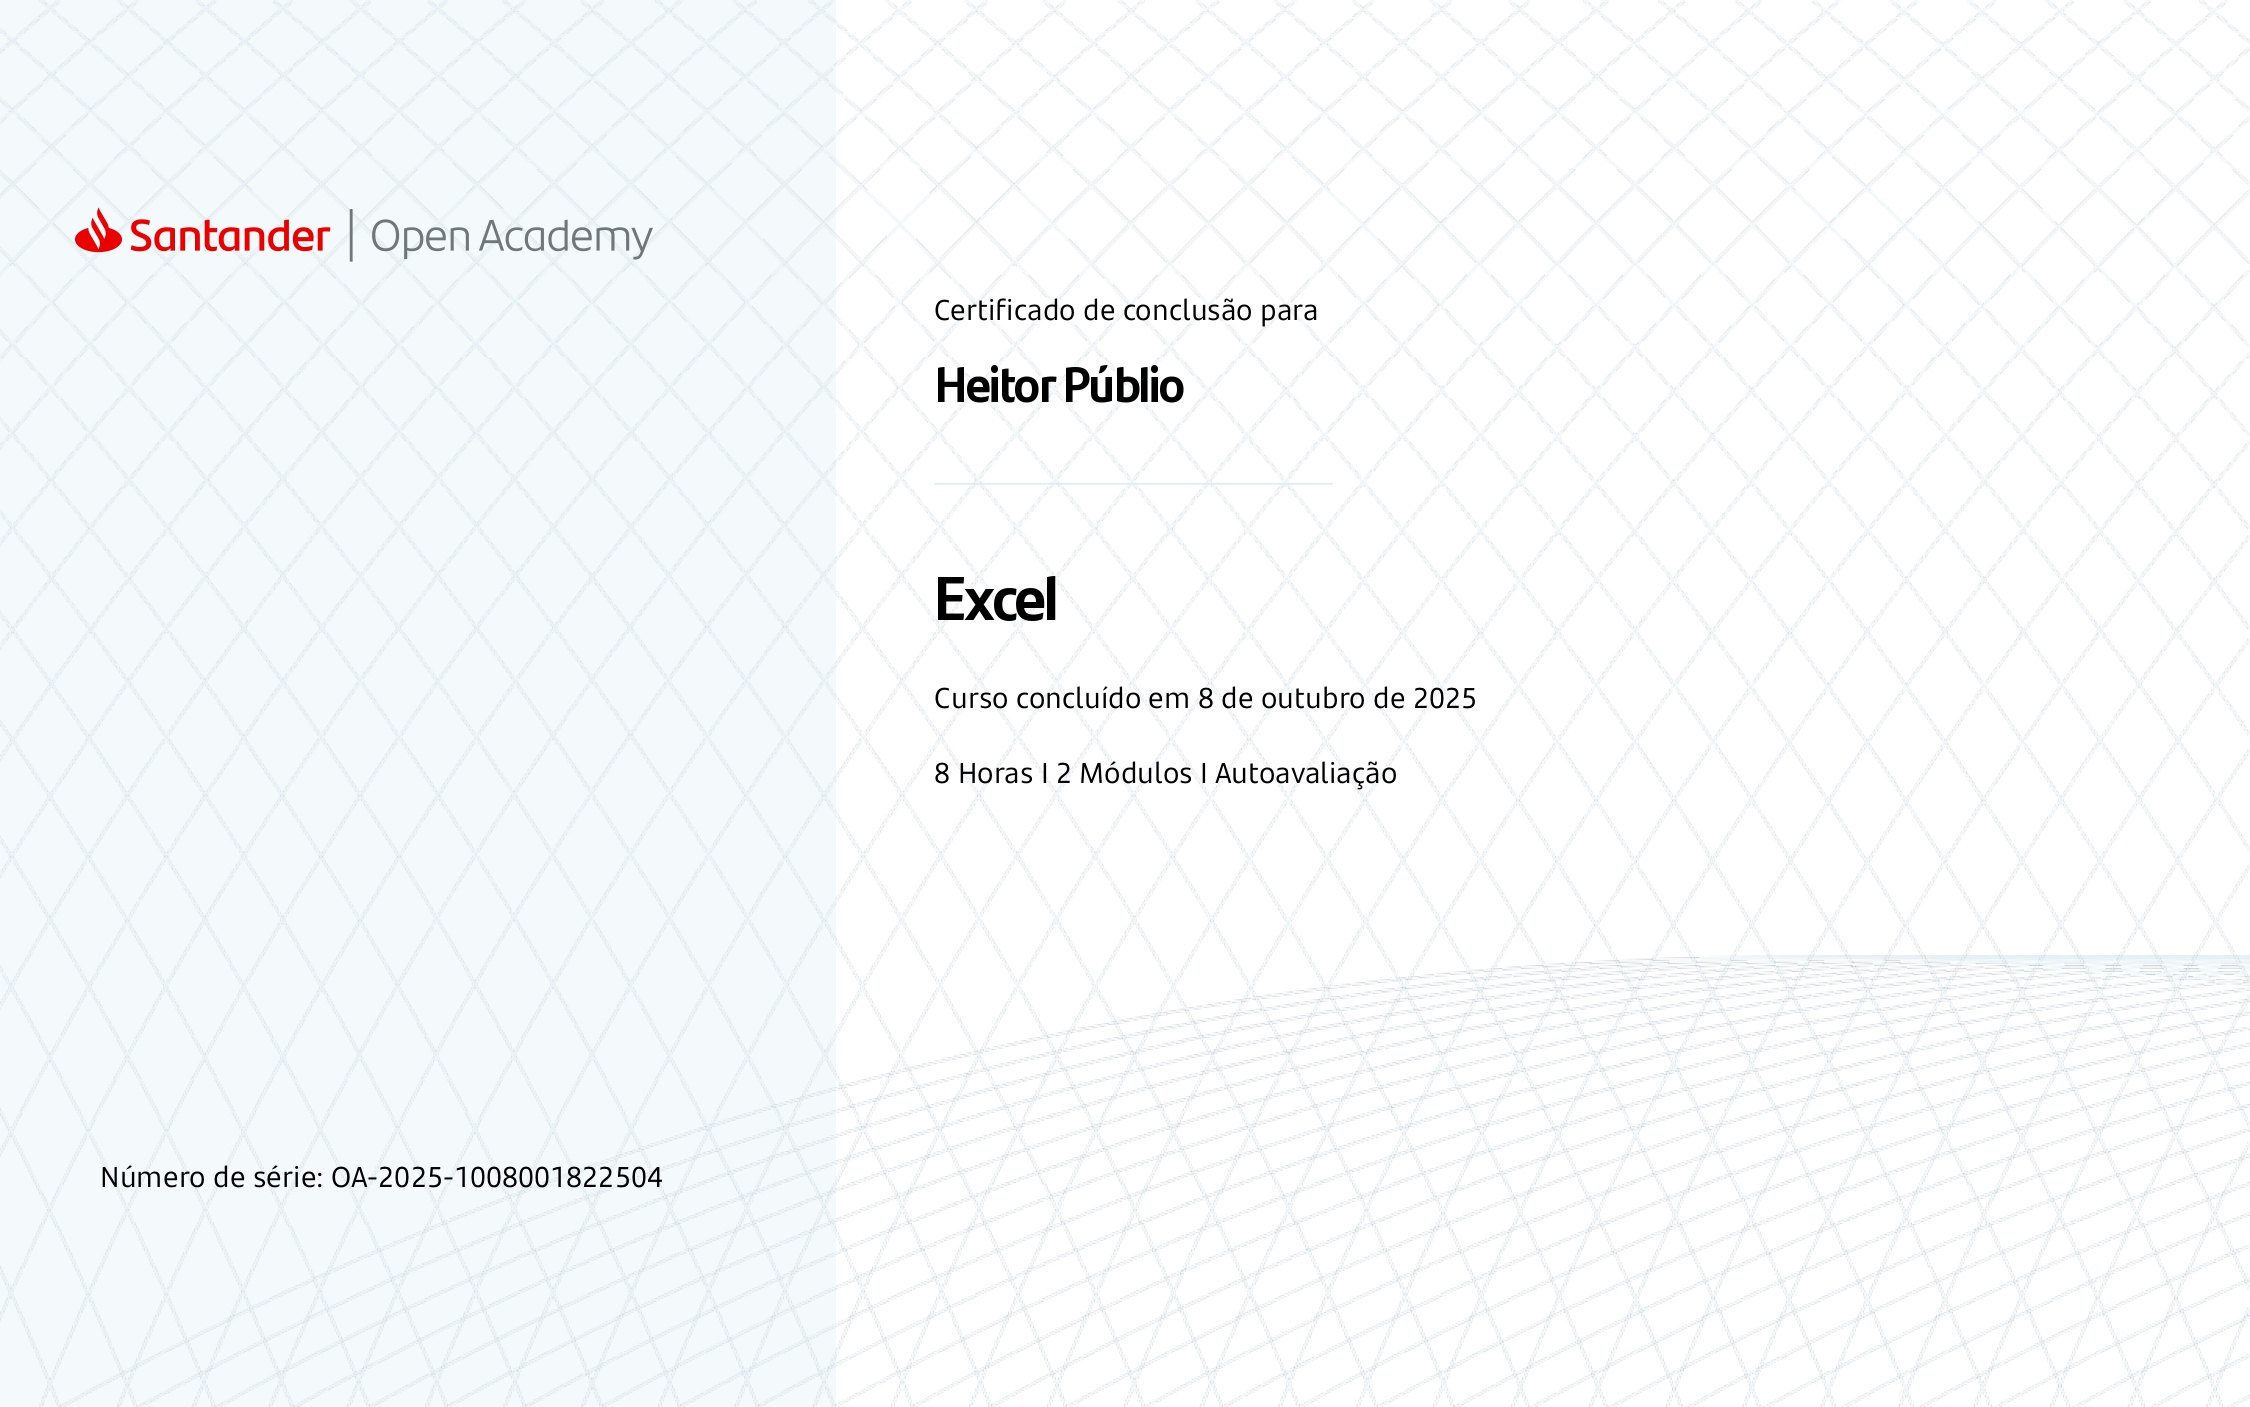 Santander | Open Academy
Certificado de conclusão para
Heitor Públio
Excel
Curso concluído em 8 de outubro de 2025
8 Horas I 2 Módulos I Autoavaliação
Número de série: OA-2025-1008001822504